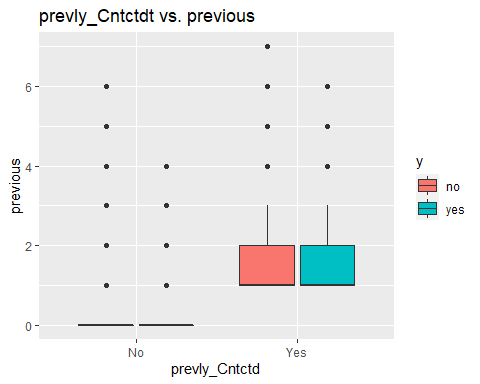 prevly_Cntctdt vs. previous
previous
6
4
2
0
No
Yes
prevly_Cntctd
y
no
yes